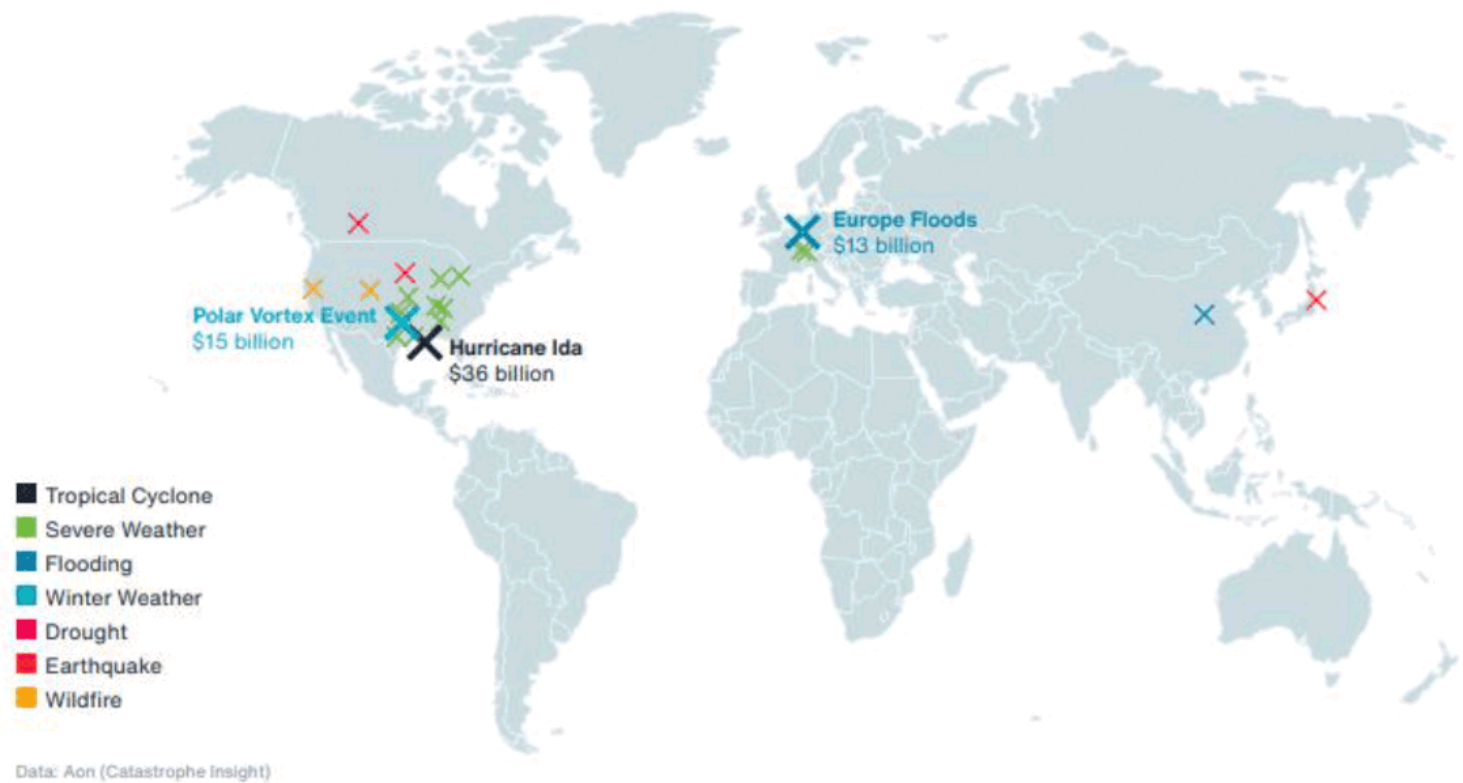 Europe Floods
$13 billion
Polar Vortex Event
$15 billion
Hurricane Ida
$36 billion
Tropical Cyclone
Severe Weather
Flooding
Winter Weather
Drought
Earthquake
Wildfire
Data: Aon (Catastrophe Insight)